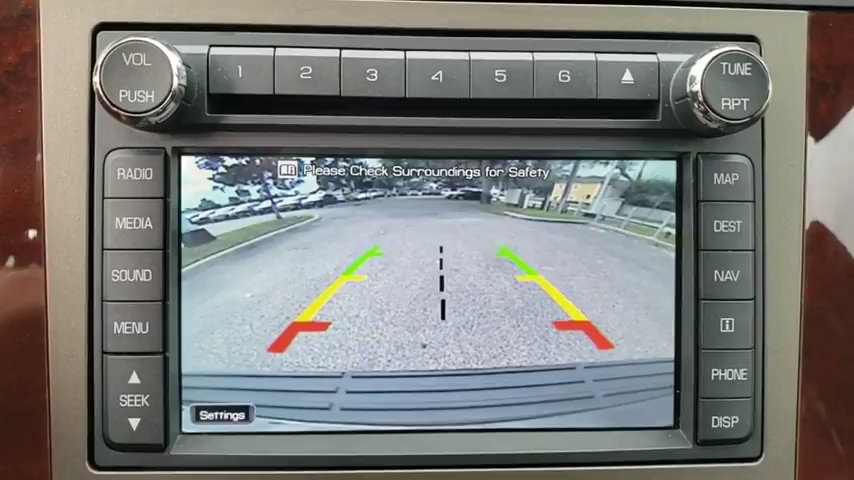 VOL
PUSH
1 2 3 4 5 6
TUNE
RPT
RADIO
MEDIA
SOUND
MENU
SEEK
Please Check Surroundings for Safety
Settings
MAP
DEST
NAV
i
PHONE
DISP